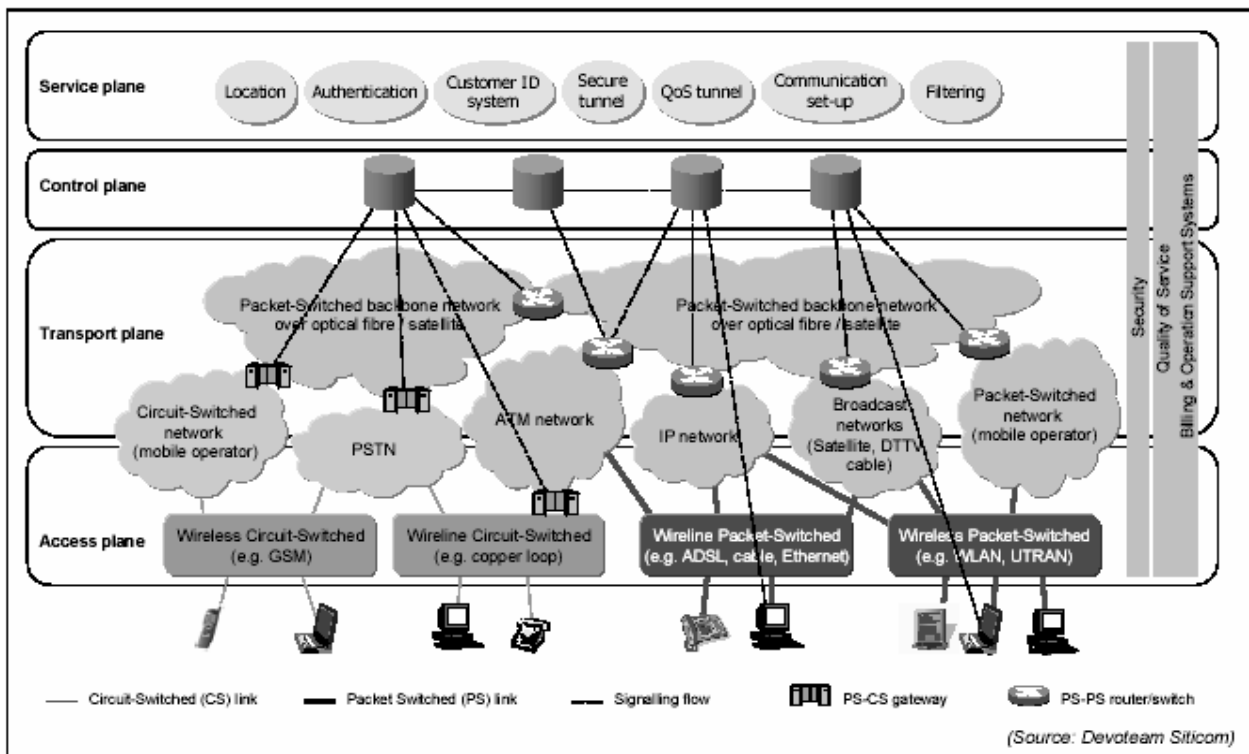 Service plane
Location
Authentication
Customer ID
system
Secure
tunnel
QoS tunnel
Communication
set-up
Filtering
Control plane
Transport plane
Packet-Switched backbone network
over optical fibre / satellite
Packet-Switched backbone network
over optical fibre / satellite
Circuit-Switched
network
(mobile operator)
PSTN
ATM network
IP network
Broadcast
networks
(Satellite, DTTV,
cable)
Packet-Switched
network
(mobile operator)
Access plane
Wireless Circuit-Switched
(e.g. GSM)
Wireline Circuit-Switched
(e.g. copper loop)
Wireline Packet-Switched
(e.g. ADSL, cable, Ethernet)
Wireless Packet-Switched
(e.g. WLAN, UTRAN)
Security
Quality of Service
Billing & Operation Support Systems
Circuit-Switched (CS) link
Packet Switched (PS) link
Signalling flow
PS-CS gateway
PS-PS router/switch
(Source: Devoteam Siticom)